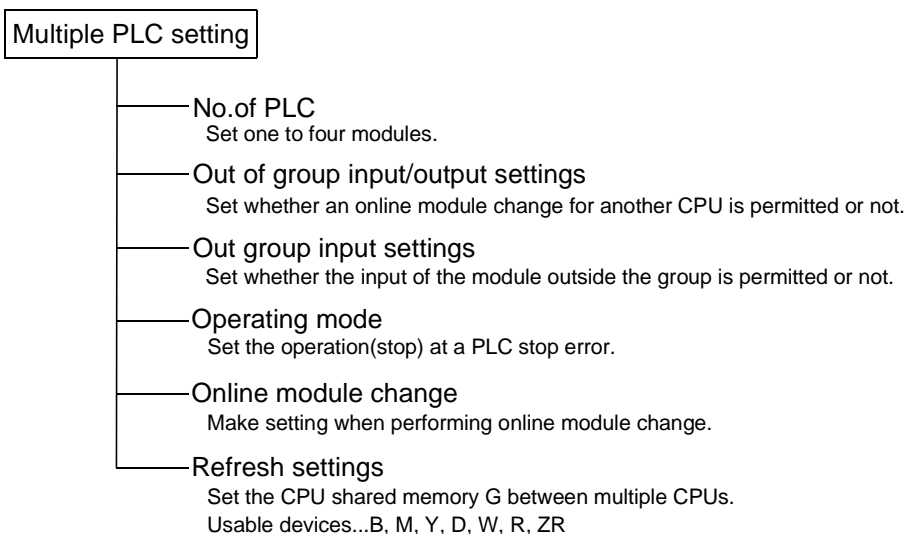 Multiple PLC setting
No.of PLC
Set one to four modules.
Out of group input/output settings
Set whether an online module change for another CPU is permitted or not.
Out group input settings
Set whether the input of the module outside the group is permitted or not.
Operating mode
Set the operation(stop) at a PLC stop error.
Online module change
Make setting when performing online module change.
Refresh settings
Set the CPU shared memory G between multiple CPUs.
Usable devices...B, M, Y, D, W, R, ZR